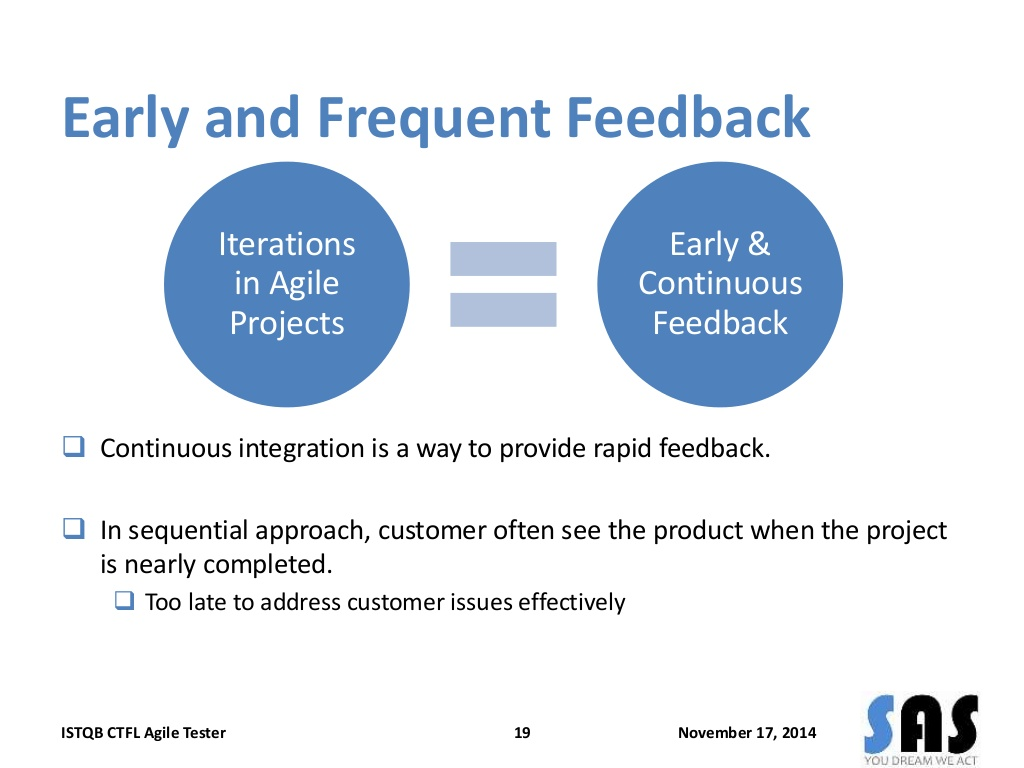 Early and Frequent Feedback
Iterations
in Agile
Projects
Early &
Continuous
Feedback
❑ Continuous integration is a way to provide rapid feedback.
❑ In sequential approach, customer often see the product when the project
is nearly completed.
❑ Too late to address customer issues effectively
ISTQB CTFL Agile Tester
19
November 17, 2014
SAS
YOU DREAM WE ACT